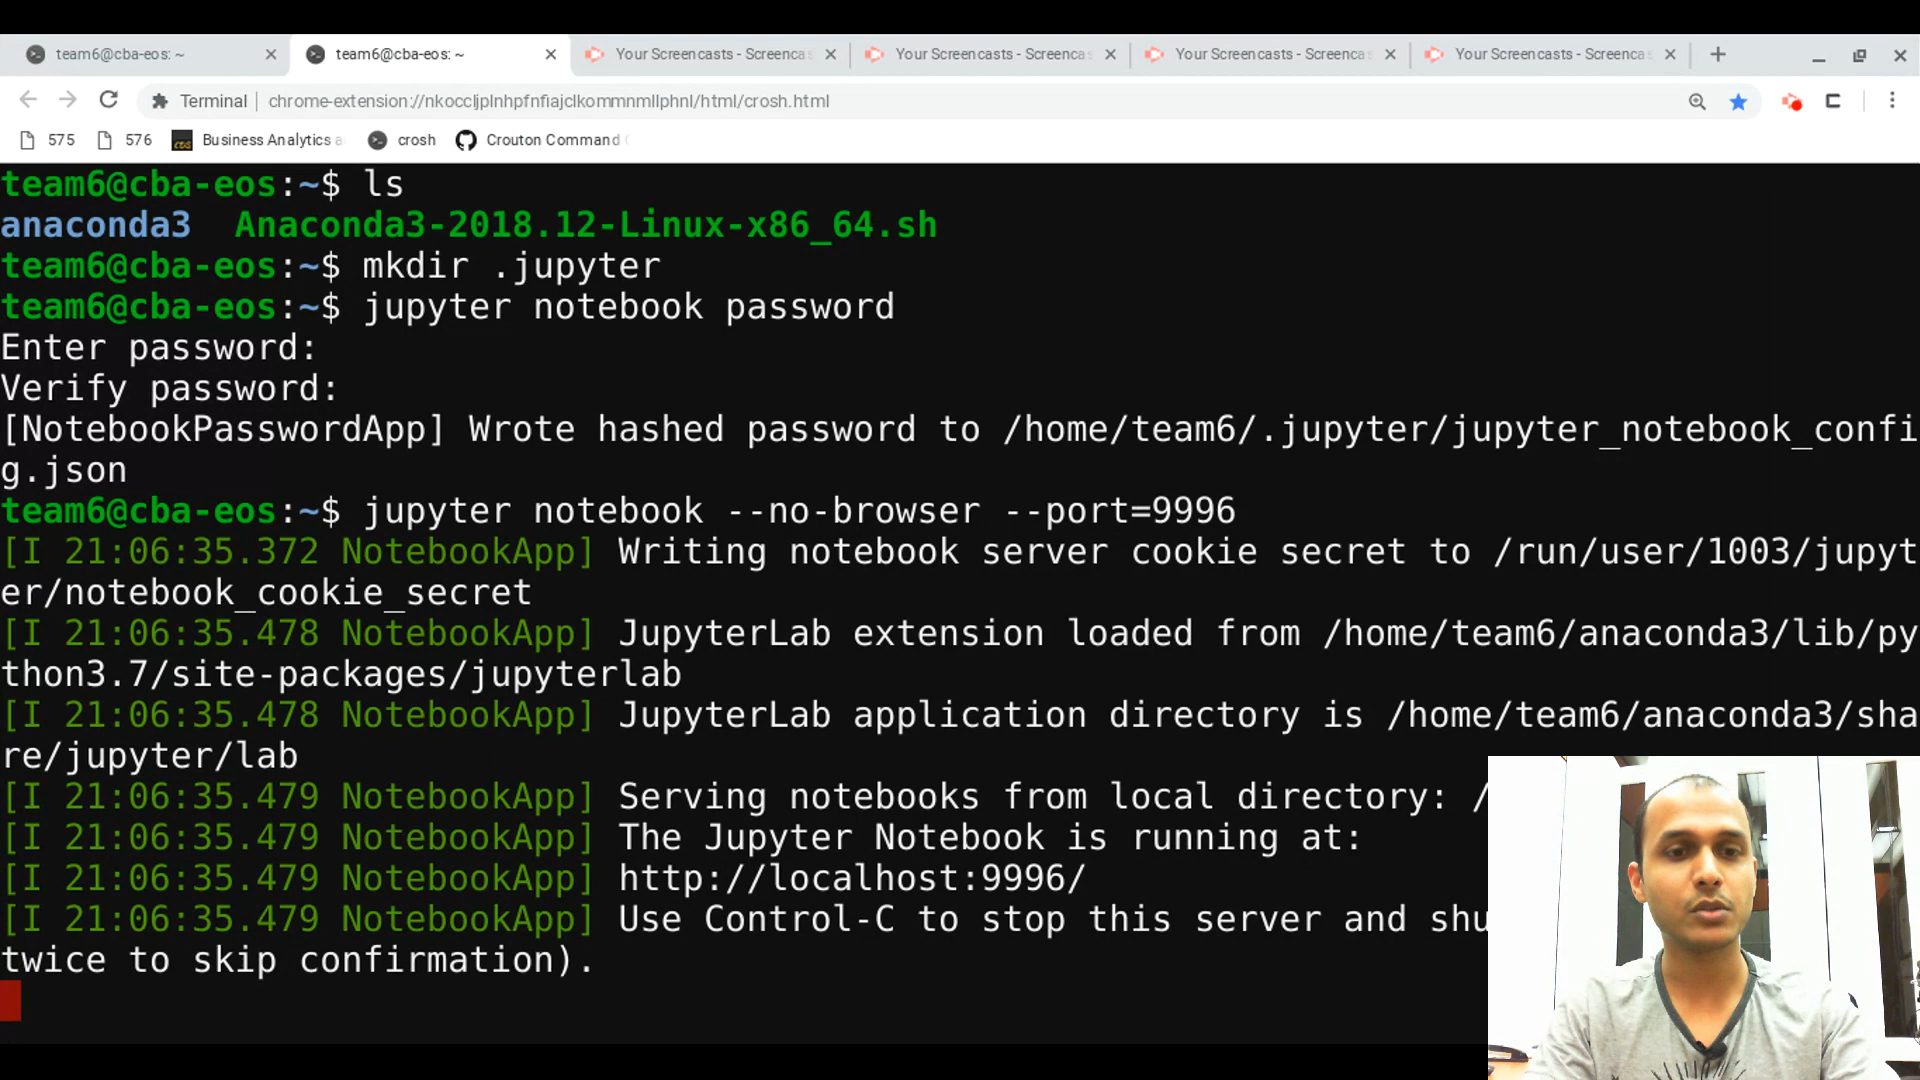 team6@cba-eos: ~
team6@cba-eos: ~
Your Screencasts - Screenca
Your Screencasts - Screenca
Your Screencasts - Screenca
Your Screencasts - Screenca
Terminal
chrome-extension://nkoccljplnhpfnfiajclkommnmllphnl/html/crosh.html
575
576
Business Analytics a
crosh
Crouton Command
team6@cba-eos:~$ ls
anaconda3  Anaconda3-2018.12-Linux-x86_64.sh
team6@cba-eos:~$ mkdir .jupyter
team6@cba-eos:~$ jupyter notebook password
Enter password:
Verify password:
[NotebookPasswordApp] Wrote hashed password to /home/team6/.jupyter/jupyter_notebook_confi
g.json
team6@cba-eos:~$ jupyter notebook --no-browser --port=9996
[I 21:06:35.372 NotebookApp] Writing notebook server cookie secret to /run/user/1003/jupyt
er/notebook_cookie_secret
[I 21:06:35.478 NotebookApp] JupyterLab extension loaded from /home/team6/anaconda3/lib/py
thon3.7/site-packages/jupyterlab
[I 21:06:35.478 NotebookApp] JupyterLab application directory is /home/team6/anaconda3/sha
re/jupyter/lab
[I 21:06:35.479 NotebookApp] Serving notebooks from local directory: /
[I 21:06:35.479 NotebookApp] The Jupyter Notebook is running at:
[I 21:06:35.479 NotebookApp] http://localhost:9996/
[I 21:06:35.479 NotebookApp] Use Control-C to stop this server and shu
twice to skip confirmation).